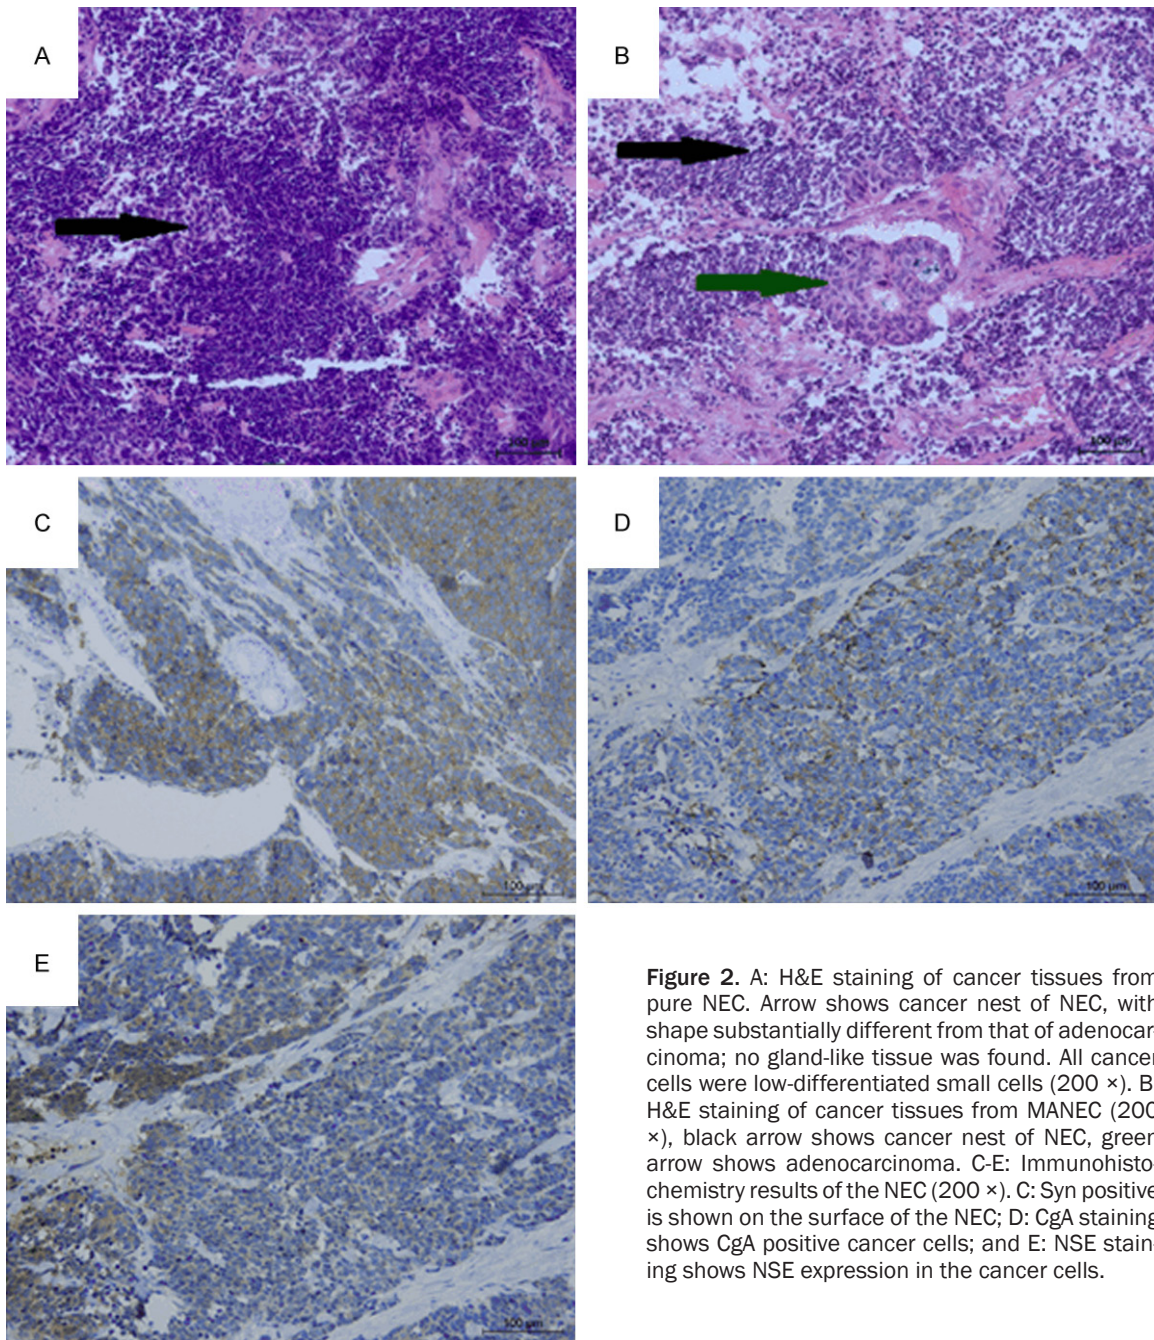 A
B
100 μm
100 μm
C
D
100 μm
100 μm
E
100 μm
Figure 2. A: H&E staining of cancer tissues from
pure NEC. Arrow shows cancer nest of NEC, with
shape substantially different from that of adenocar-
cinoma; no gland-like tissue was found. All cancer
cells were low-differentiated small cells (200 ×). B:
H&E staining of cancer tissues from MANEC (200
×), black arrow shows cancer nest of NEC, green
arrow shows adenocarcinoma. C-E: Immunohisto-
chemistry results of the NEC (200 ×). C: Syn positive
is shown on the surface of the NEC; D: CgA staining
shows CgA positive cancer cells; and E: NSE stain-
ing shows NSE expression in the cancer cells.